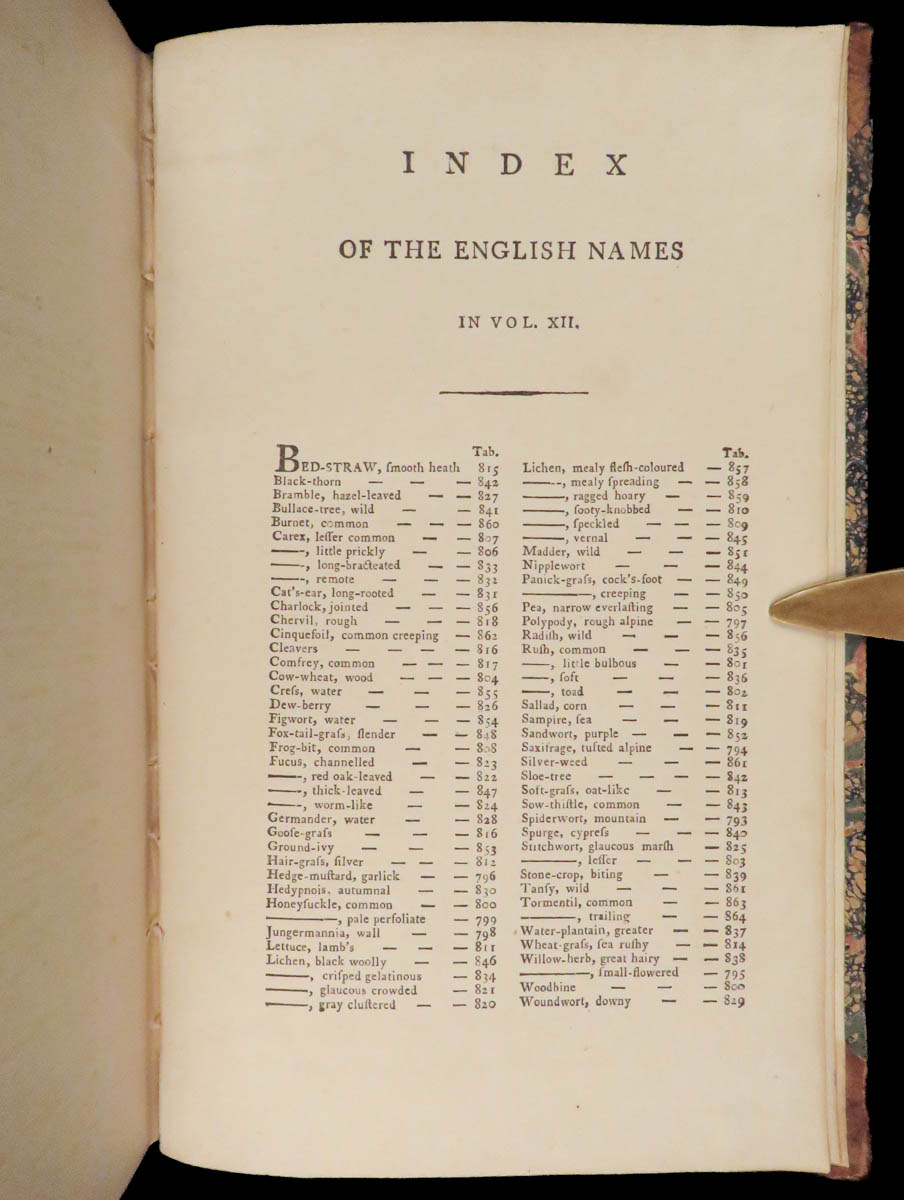 INDEX
OF THE ENGLISH NAMES
IN VOL. XII.
Tab.
BED-STRAW, ſmooth heath 815
Black-thorn — — — 842
Bramble, hazel-leaved — — 827
Bullace-tree, wild — — 841
Burnet, common — — — 860
Carex, leſſer common — — 807
———, little prickly — — 806
———, long-bracteated — — 833
———, remote — — — 832
Cat's-ear, long-rooted — — 831
Charlock, jointed — — — 856
Chervil, rough — — — 818
Cinquefoil, common creeping — 862
Cleavers — — — — 816
Comfrey, common — — — 817
Cow-wheat, wood — — — 804
Creſs, water — — — 855
Dew-berry — — — 826
Figwort, water — — — 854
Fox-tail-graſs, ſlender — — 848
Frog-bit, common — — 808
Fucus, channelled — — 823
———, red oak-leaved — — 822
———, thick-leaved — — 847
———, worm-like — — 824
Germander, water — — 828
Gooſe-graſs — — — 816
Ground-ivy — — — 853
Hair-graſs, ſilver — — — 812
Hedge-muſtard, garlick — — 796
Hedypnois, autumnal — — 830
Honeyſuckle, common — — 800
———, pale perfoliate — 799
Jungermannia, wall — — 798
Lettuce, lamb's — — — 811
Lichen, black woolly — — 846
———, criſped gelatinous — 834
———, glaucous crowded — 821
———, gray cluſtered — — 820
Tab.
Lichen, mealy fleſh-coloured — 857
———, mealy ſpreading — — 858
———, ragged hoary — — 859
———, ſooty-knobbed — — 810
———, ſpeckled — — — 809
———, vernal — — — 845
Madder, wild — — — 851
Nipplewort — — — 844
Panick-graſs, cock's-foot — — 849
———, creeping — — 850
Pea, narrow everlaſting — — 805
Polypody, rough alpine — — 797
Radiſh, wild — — — 856
Ruſh, common — — — 835
———, little bulbous — — 801
———, ſoft — — — 836
———, toad — — — 802
Sallad, corn — — — 811
Sampire, ſea — — — 819
Sandwort, purple — — — 852
Saxifrage, tufted alpine — — 794
Silver-weed — — — 861
Sloe-tree — — — — 842
Soft-graſs, oat-like — — 813
Sow-thiſtle, common — — 843
Spiderwort, mountain — — 793
Spurge, cypreſs — — — 840
Stitchwort, glaucous marſh — 825
———, leſſer — — — 803
Stone-crop, biting — — 839
Tanſy, wild — — — 861
Tormentil, common — — 863
———, trailing — — 864
Water-plantain, greater — — 837
Wheat-graſs, ſea ruſhy — — 814
Willow-herb, great hairy — — 838
———, ſmall-flowered — 795
Woodbine — — — 800
Woundwort, downy — — 829